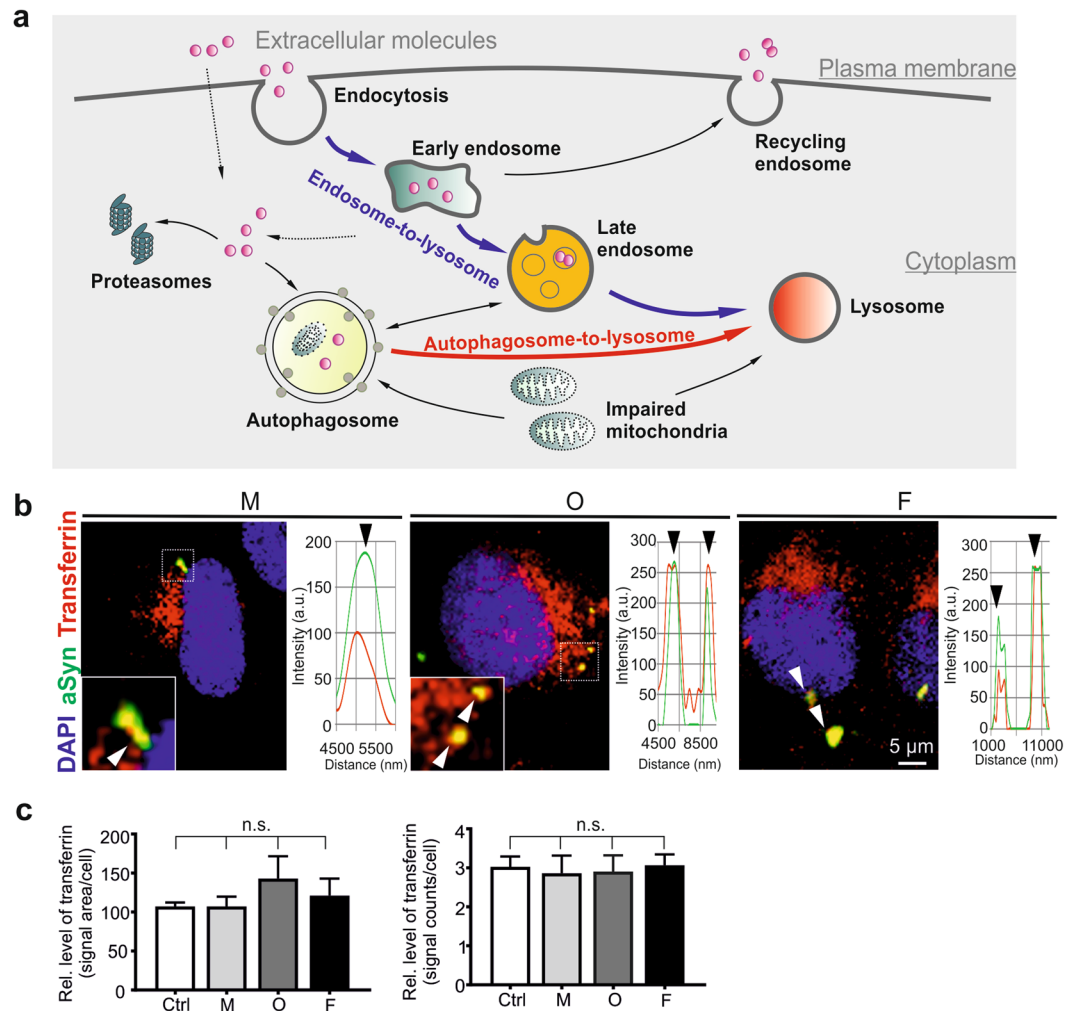 a
Extracellular molecules
Plasma membrane
Endocytosis
Early endosome
Recycling
endosome
Endosome-to-lysosome
Late
endosome
Cytoplasm
Proteasomes
Lysosome
Autophagosome-to-lysosome
Autophagosome
Impaired
mitochondria
b
M
O
F
DAPI aSyn Transferrin
Intensity (a.u.)
200
150
100
50
0
4500 5500
Distance (nm)
Intensity (a.u.)
300
250
200
150
100
50
0
4500 8500
Distance (nm)
5 µm
Intensity (a.u.)
300
250
200
150
100
50
0
1000 11000
Distance (nm)
c
Rel. level of transferrin
(signal area/cell)
200
150
100
50
0
n.s.
Ctrl M O F
Rel. level of transferrin
(signal counts/cell)
4
3
2
1
0
n.s.
Ctrl M O F